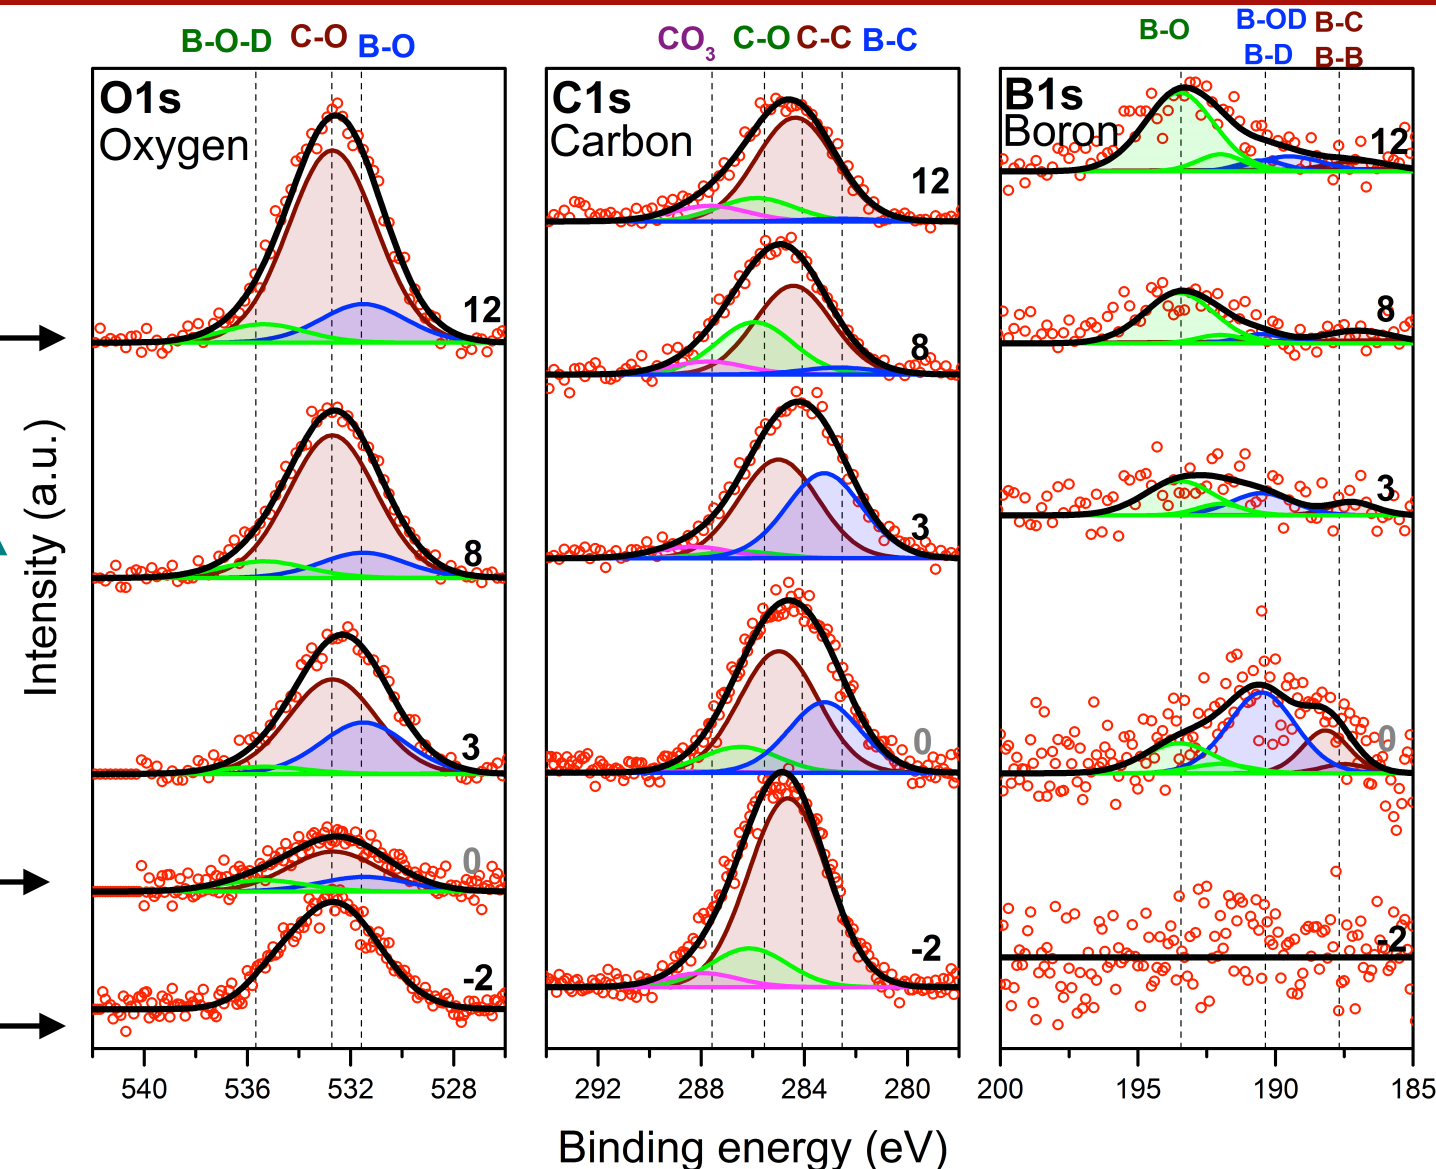 B-O-D C-O B-O
CO3 C-O C-C B-C
B-O B-OD B-C
B-D B-B
O1s
Oxygen
12
8
3
0
-2
C1s
Carbon
12
8
3
0
-2
B1s
Boron
12
8
3
0
-2
Intensity (a.u.)
540 536 532 528
292 288 284 280
200 195 190 185
Binding energy (eV)